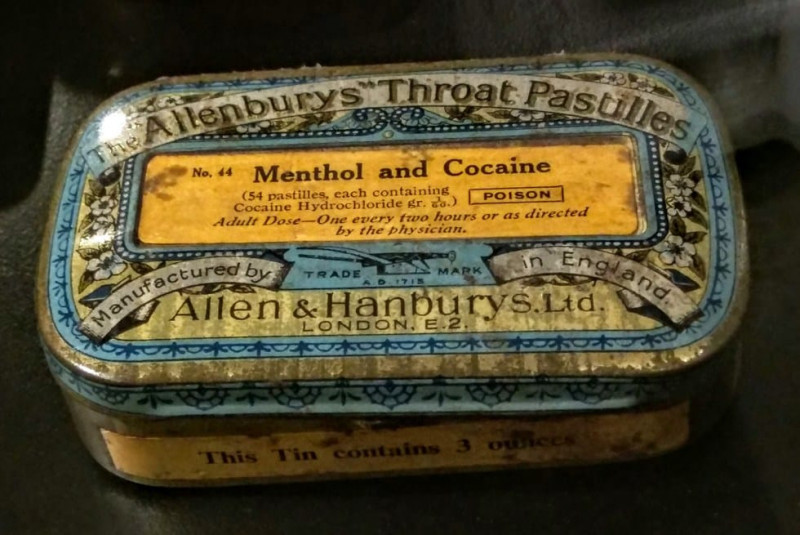 The "Allenburys" Throat Pastilles
No. 44 Menthol and Cocaine
(54 pastilles, each containing
Cocaine Hydrochloride gr. .)
POISON
Adult Dose—One every two hours or as directed
by the physician.
TRADE MARK
A.D. 1715
Manufactured by
in England.
Allen & Hanburys. Ltd.
LONDON, E.2.
This Tin contains 3 ounces